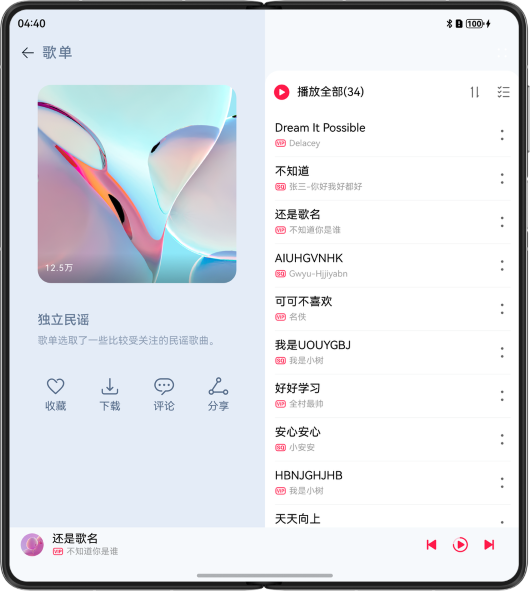 04:40
100
歌单
12.5万
独立民谣
歌单选取了一些比较受关注的民谣歌曲。
收藏
下载
评论
分享
播放全部(34)
Dream It Possible
VIP Delacey
不知道
SQ 张三-你好我好都好
还是歌名
VIP 不知道你是谁
AIUHGVNHK
SQ Gwyu-Hjjiyabn
可可不喜欢
VIP 名佚
我是UOUYGBJ
SQ 我是小树
好好学习
VIP 全村最帅
安心安心
SQ 小安安
HBNJGHJHB
VIP 我是小树
天天向上
还是歌名
VIP 不知道你是谁